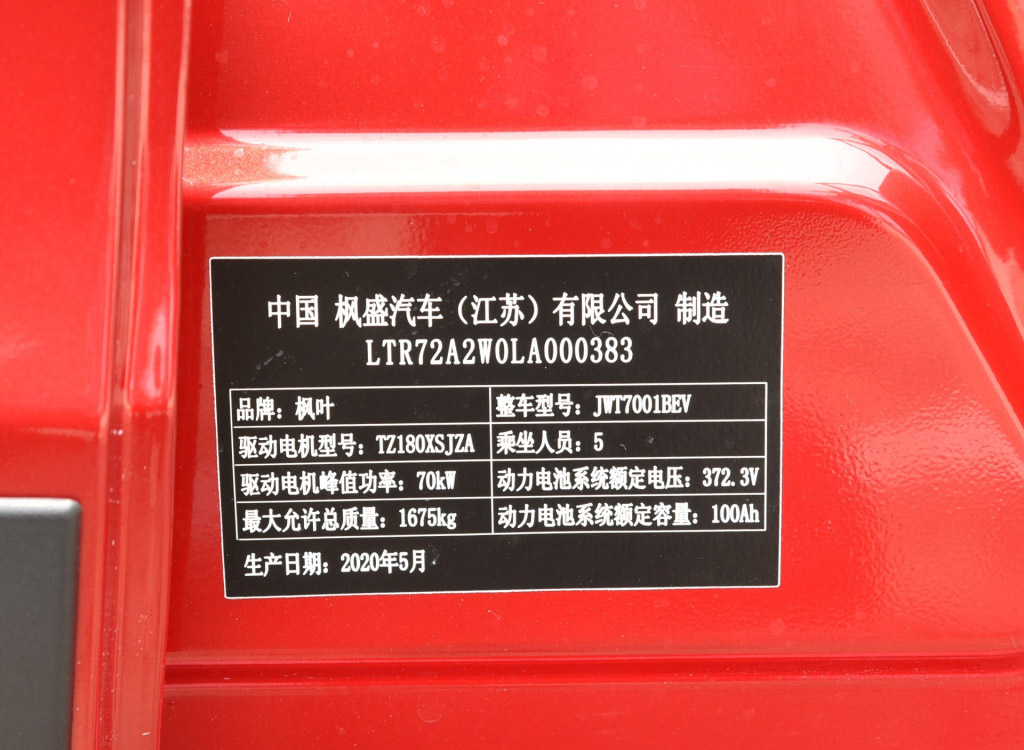 中国 枫盛汽车（江苏）有限公司 制造
LTR72A2W0LA000383
品牌：枫叶 整车型号：JWT7001BEV
驱动电机型号：TZ180XSJZA 乘坐人员：5
驱动电机峰值功率：70kW 动力电池系统额定电压：372.3V
最大允许总质量：1675kg 动力电池系统额定容量：100Ah
生产日期：2020年5月